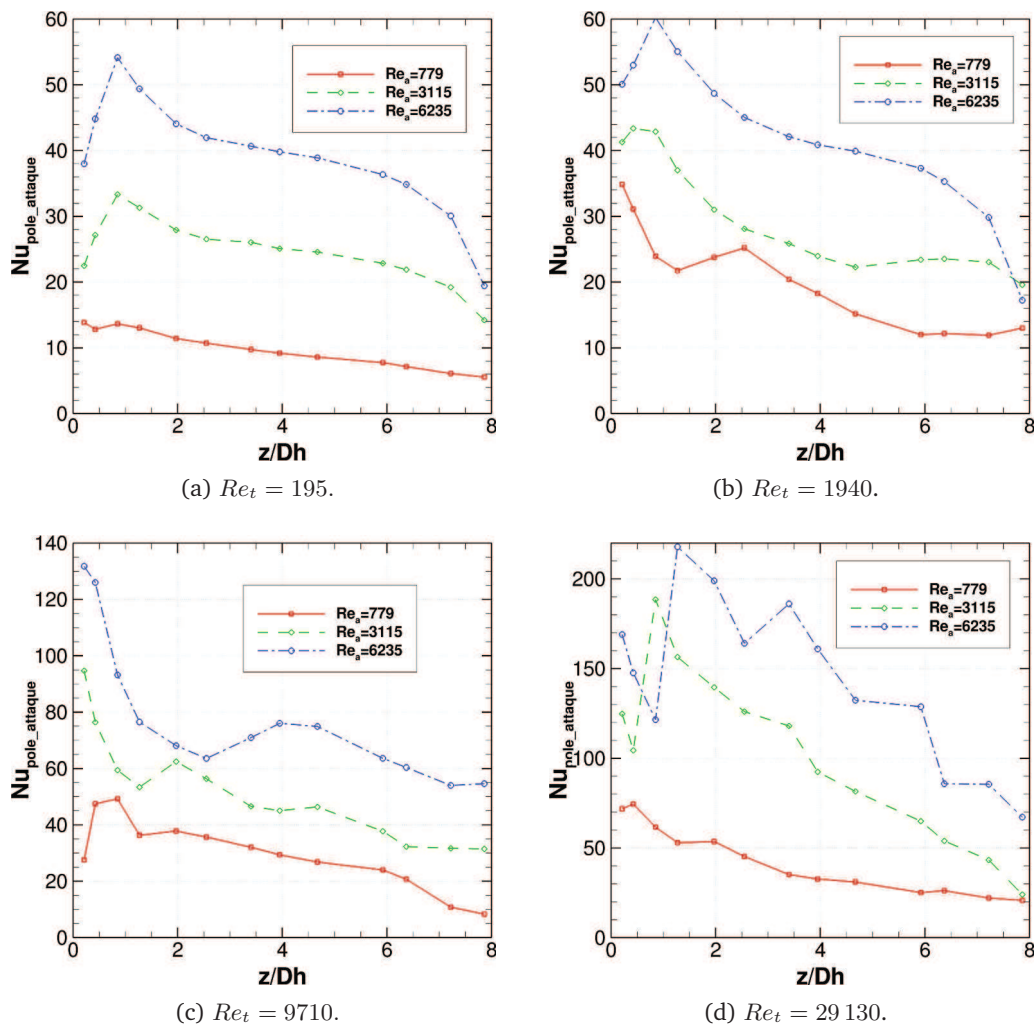 60
50
40
30
20
10
0
Nu_pole_attaque
Re_a=779
Re_a=3115
Re_a=6235
0 2 4 6 8
z/Dh
(a) Re_t = 195.
60
50
40
30
20
10
0
Nu_pole_attaque
Re_a=779
Re_a=3115
Re_a=6235
0 2 4 6 8
z/Dh
(b) Re_t = 1940.
140
120
100
80
60
40
20
0
Nu_pole_attaque
Re_a=779
Re_a=3115
Re_a=6235
0 2 4 6 8
z/Dh
(c) Re_t = 9710.
200
150
100
50
0
Nu_pole_attaque
Re_a=779
Re_a=3115
Re_a=6235
0 2 4 6 8
z/Dh
(d) Re_t = 29 130.